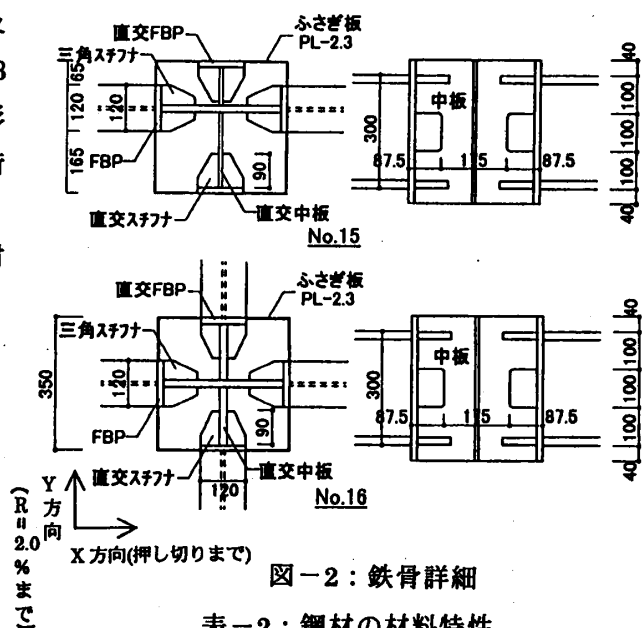 直交FBP
ふさぎ板
PL-2.3
三角スチフナ
65
120
165
120
FBP
90
直交スチフナ
直交中板
No.15
中板
300
87.5
175
87.5
40
100
100
100
40
直交FBP
ふさぎ板
PL-2.3
三角スチフナ
350
120
FBP
90
直交スチフナ
直交中板
120
No.16
中板
300
87.5
175
87.5
40
100
100
100
40
Y
方
向
(R=2.0%まで
X方向(押し切りまで)
図-2:鉄骨詳細
表-2:鋼材の材料特性